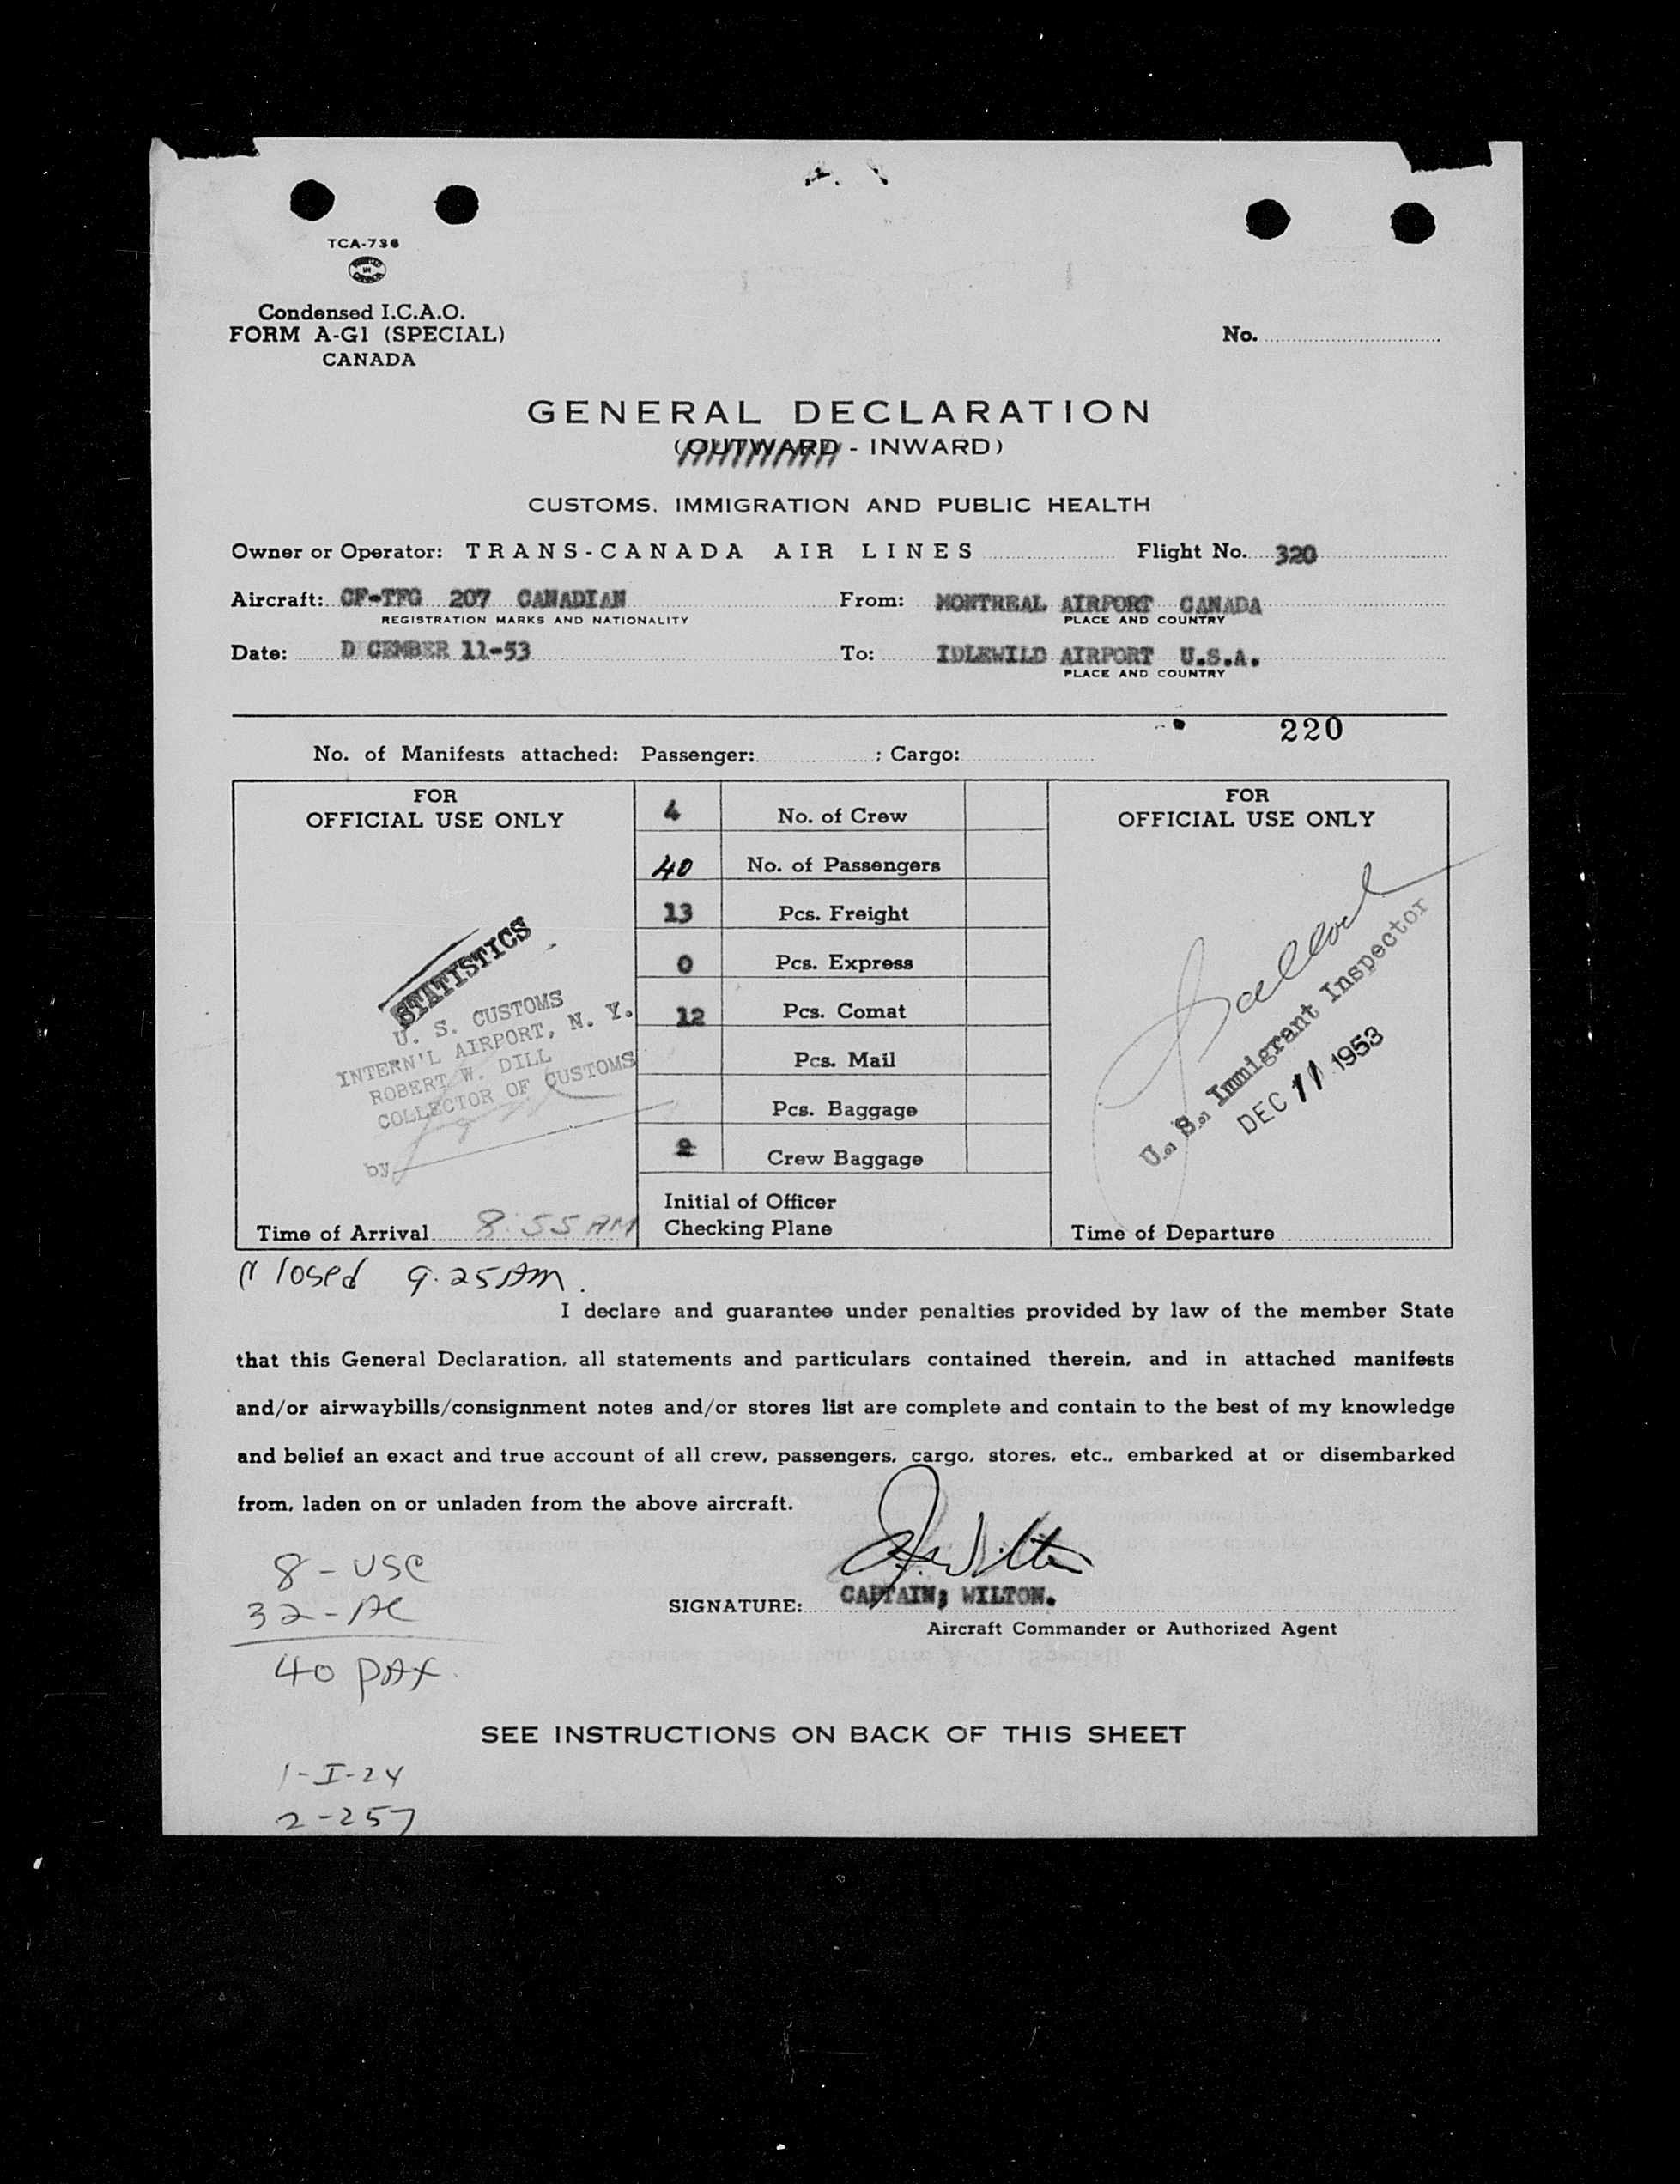 TCA-736
Condensed I.C.A.O.
FORM A-G1 (SPECIAL)
CANADA
No.
GENERAL DECLARATION
(OUTWARD - INWARD)
CUSTOMS, IMMIGRATION AND PUBLIC HEALTH
Owner or Operator: TRANS-CANADA AIR LINES Flight No. 320
Aircraft: CF-TFG 207 CANADIAN From: MONTREAL AIRPORT CANADA
REGISTRATION MARKS AND NATIONALITY PLACE AND COUNTRY
Date: D CEMBER 11-53 To: IDLEWILD AIRPORT U.S.A.
PLACE AND COUNTRY
220
No. of Manifests attached: Passenger: ; Cargo:
FOR
OFFICIAL USE ONLY
STATISTICS
U. S. CUSTOMS
INTERN'L AIRPORT, N. Y.
ROBERT W. DILL
COLLECTOR OF CUSTOMS
by
Time of Arrival 8:55 AM
4 No. of Crew
40 No. of Passengers
13 Pcs. Freight
0 Pcs. Express
12 Pcs. Comat
Pcs. Mail
Pcs. Baggage
2 Crew Baggage
Initial of Officer
Checking Plane
FOR
OFFICIAL USE ONLY
U. S. Immigrant Inspector
DEC 11 1953
Time of Departure
Closed 9.25 AM.
I declare and guarantee under penalties provided by law of the member State
that this General Declaration, all statements and particulars contained therein, and in attached manifests
and/or airwaybills/consignment notes and/or stores list are complete and contain to the best of my knowledge
and belief an exact and true account of all crew, passengers, cargo, stores, etc., embarked at or disembarked
from, laden on or unladen from the above aircraft.
8 - USC
32 - AC
40 PAX.
Wilton
SIGNATURE: CAPTAIN; WILTON.
Aircraft Commander or Authorized Agent
SEE INSTRUCTIONS ON BACK OF THIS SHEET
1-I-24
2-257